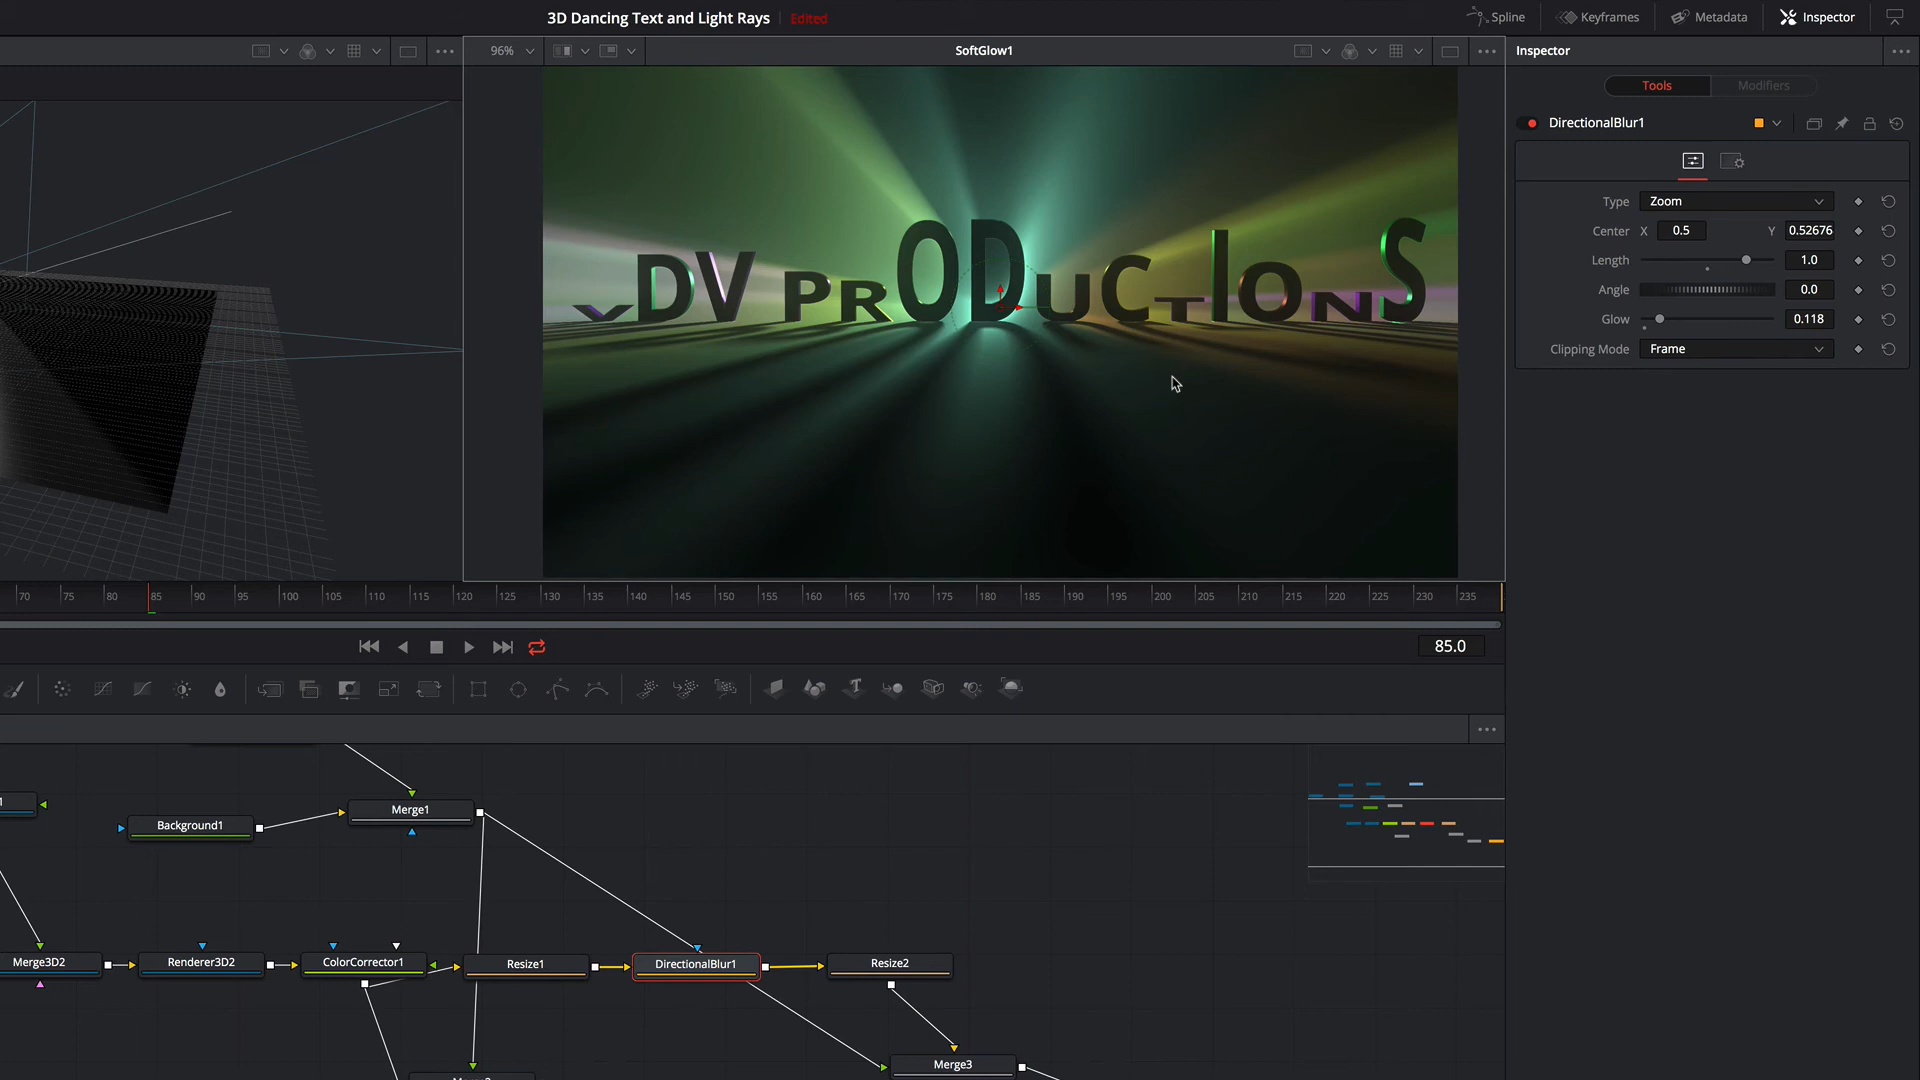 3D Dancing Text and Light Rays Edited
Spline
Keyframes
Metadata
Inspector
96%
SoftGlow1
Inspector
Tools
Modifiers
DirectionalBlur1
Type Zoom
Center X 0.5 Y 0.52676
Length 1.0
Angle 0.0
Glow 0.118
Clipping Mode Frame
vDV PrODuCtIonS
70 75 80 85 90 95 100 105 110 115 120 125 130 135 140 145 150 155 160 165 170 175 180 185 190 195 200 205 210 215 220 225 230 235
85.0
1
Background1
Merge1
Merge3D2
Renderer3D2
ColorCorrector1
Resize1
DirectionalBlur1
Resize2
Merge3